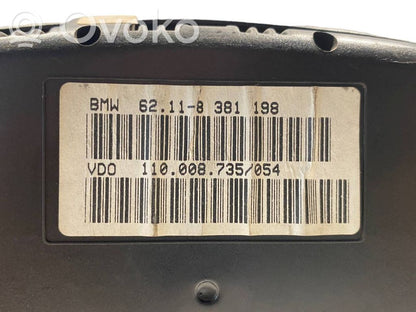 Ovoko
BMW 62.11-8 381 198
VDO 110.008.735/054